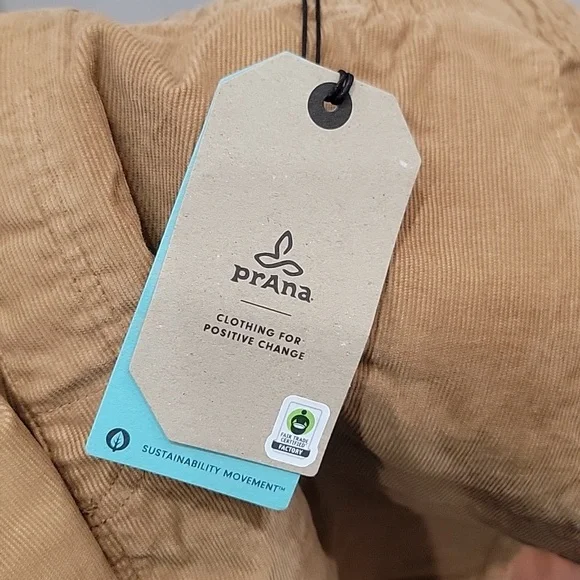 prAna
CLOTHING FOR
POSITIVE CHANGE
FAIR TRADE
CERTIFIED
FACTORY
SUSTAINABILITY MOVEMENT™